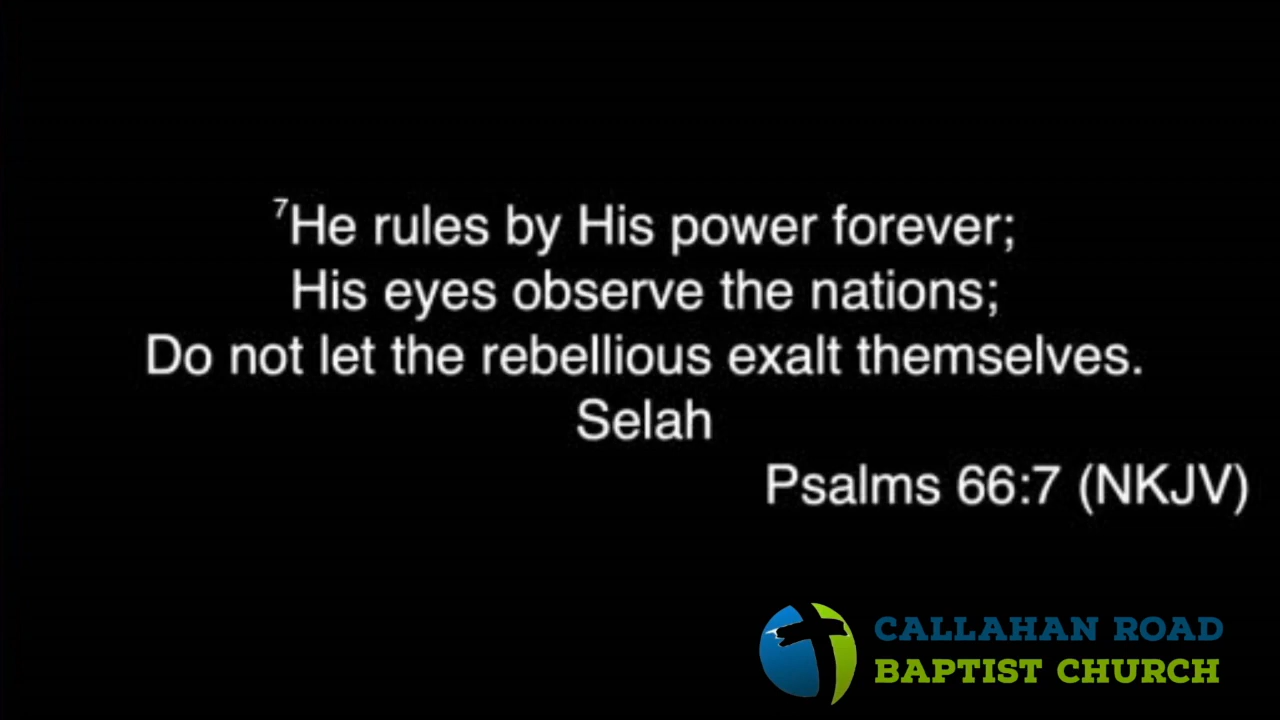 ⁷He rules by His power forever;
His eyes observe the nations;
Do not let the rebellious exalt themselves.
Selah
Psalms 66:7 (NKJV)
CALLAHAN ROAD
BAPTIST CHURCH